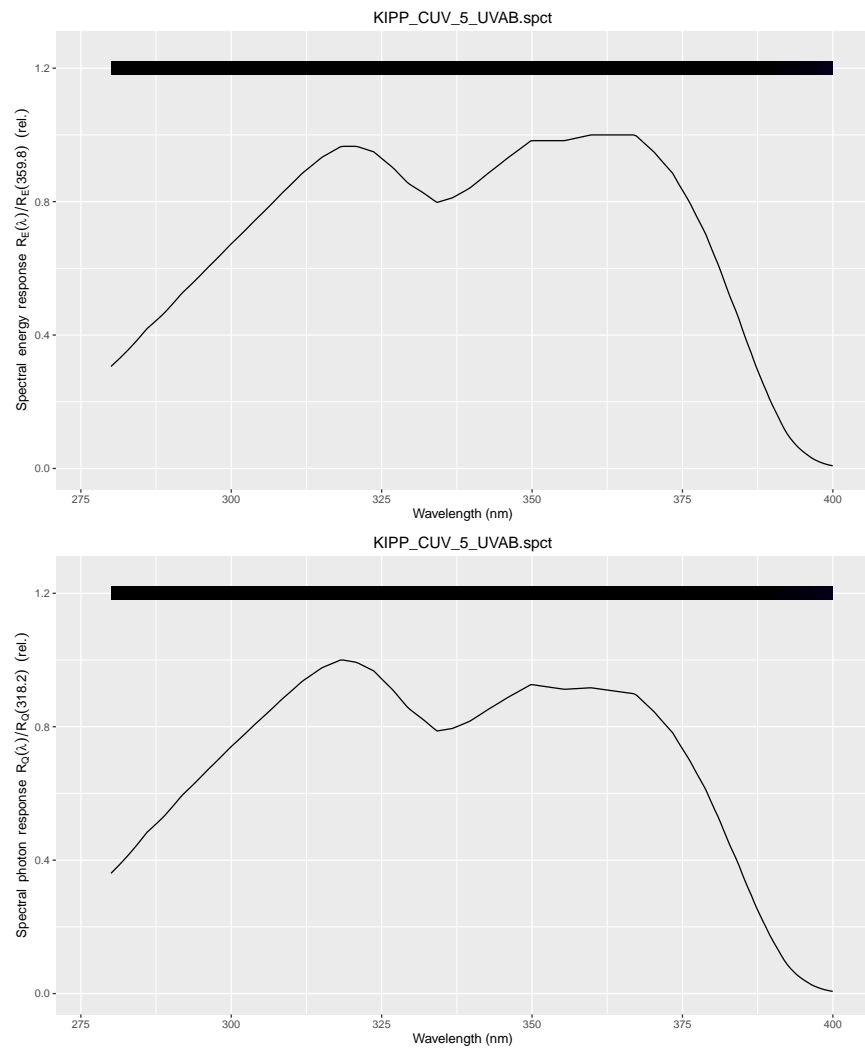 KIPP_CUV_5_UVAB.spct
Spectral energy response R_E(λ)/R_E(359.8) (rel.)
1.2
0.8
0.4
0.0
275 300 325 350 375 400
Wavelength (nm)
KIPP_CUV_5_UVAB.spct
Spectral photon response R_Q(λ)/R_Q(318.2) (rel.)
1.2
0.8
0.4
0.0
275 300 325 350 375 400
Wavelength (nm)